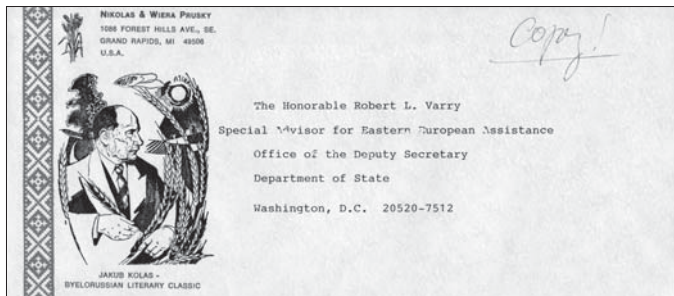 NIKOLAS & WIERA PRUSKY
1086 FOREST HILLS AVE., SE.
GRAND RAPIDS, MI 49506
U.S.A.
Copy!
The Honorable Robert L. Varry
Special Advisor for Eastern European Assistance
Office of the Deputy Secretary
Department of State
Washington, D.C. 20520-7512
JAKUB KOLAS -
BYELORUSSIAN LITERARY CLASSIC